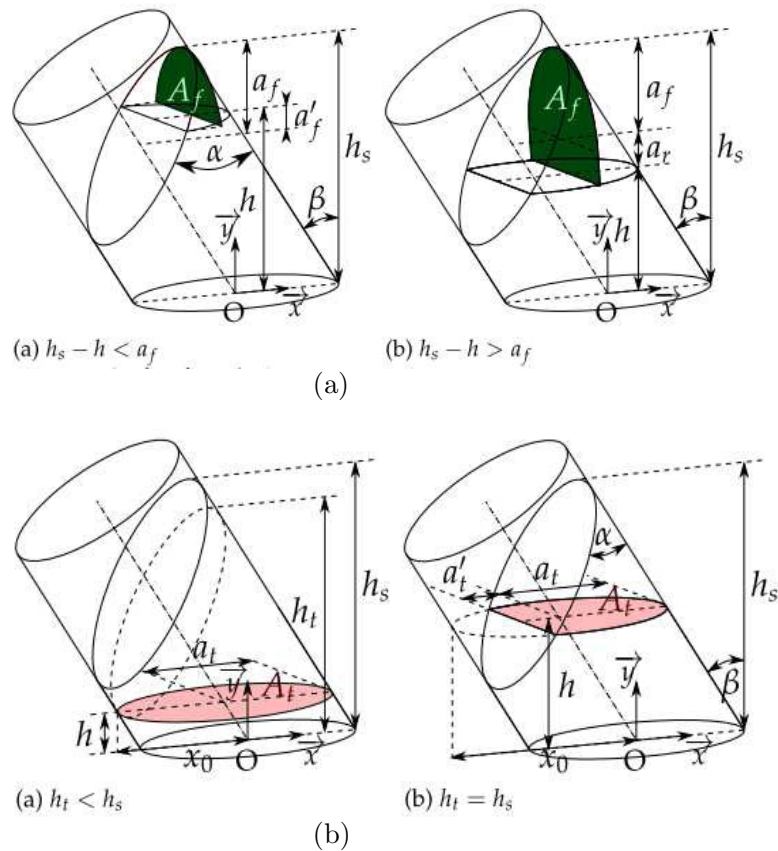 A_f a_f a'_f h_s α h β y⃗ O x⃗
A_f a_f a_r h_s β y⃗ h O x⃗
(a) h_s − h < a_f
(b) h_s − h > a_f
(a)
h_s h_t a_t y⃗ A_t h x_0 O x⃗
α a'_t a_t A_t h_s h y⃗ β x_0 O x⃗
(a) h_t < h_s
(b) h_t = h_s
(b)